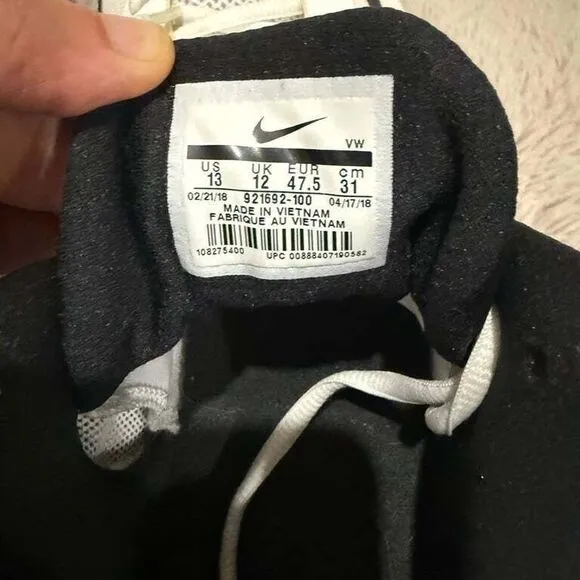 VW
US UK EUR cm
13 12 47.5 31
02/21/18 921692-100 04/17/18
MADE IN VIETNAM
FABRIQUE AU VIETNAM
108275400 UPC 00888407190582